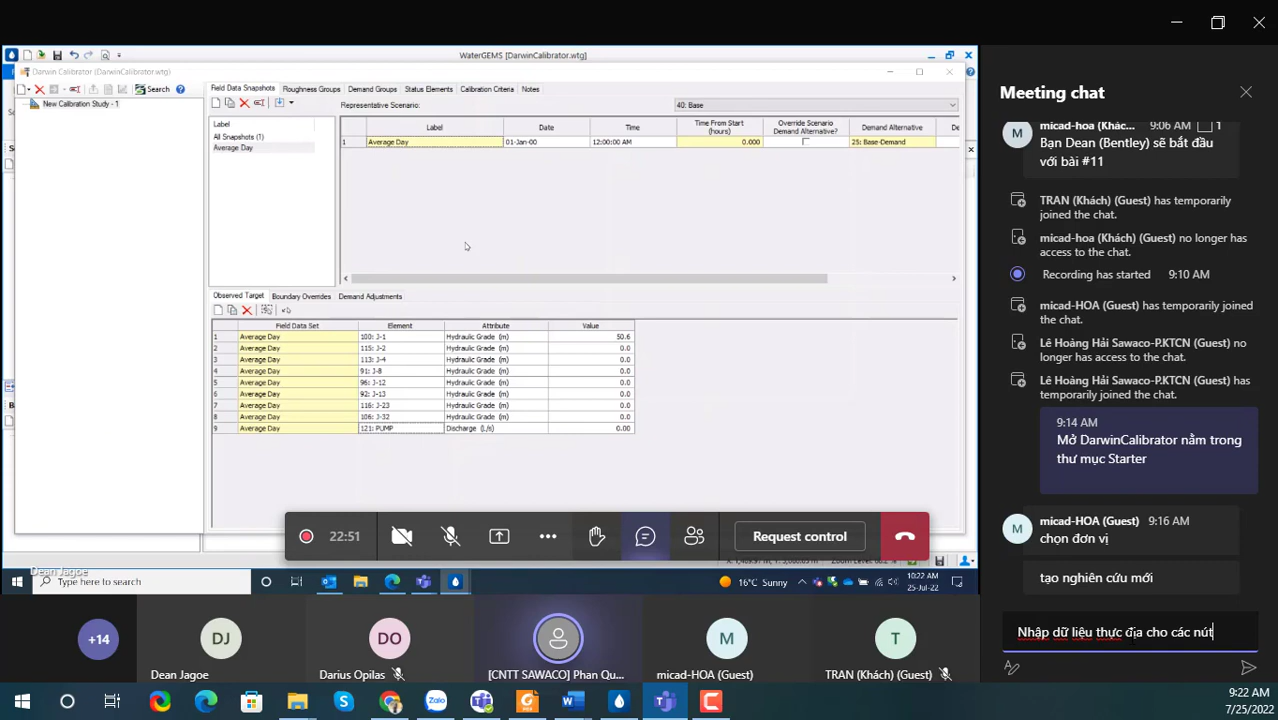 WaterGEMS [DarwinCalibrator.wtg]
Darwin Calibrator (DarwinCalibrator.wtg)
Search
New Calibration Study - 1
Field Data Snapshots Roughness Groups Demand Groups Status Elements Calibration Criteria Notes
Representative Scenario: 40: Base
Label
All Snapshots (1)
Average Day
Label Date Time Time From Start (hours) Override Scenario Demand Alternative? Demand Alternative De
1 Average Day 01-Jan-00 12:00:00 AM 0.000 25: Base-Demand
Observed Target Boundary Overrides Demand Adjustments
Field Data Set Element Attribute Value
1 Average Day 100: J-1 Hydraulic Grade (m) 50.6
2 Average Day 115: J-2 Hydraulic Grade (m) 0.0
3 Average Day 113: J-4 Hydraulic Grade (m) 0.0
4 Average Day 91: J-8 Hydraulic Grade (m) 0.0
5 Average Day 96: J-12 Hydraulic Grade (m) 0.0
6 Average Day 92: J-13 Hydraulic Grade (m) 0.0
7 Average Day 116: J-23 Hydraulic Grade (m) 0.0
8 Average Day 106: J-32 Hydraulic Grade (m) 0.0
9 Average Day 121: PUMP Discharge (L/s) 0.00
22:51
Request control
Dean Jagoe
Type here to search
16°C Sunny
10:22 AM
25-Jul-22
+14
DJ
Dean Jagoe
DO
Darius Opilas
[CNTT SAWACO] Phan Qu...
M
micad-HOA (Guest)
T
TRAN (Khách) (Guest)
Meeting chat
M
micad-hoa (Khác... 9:06 AM 1
Bạn Dean (Bentley) sẽ bắt đầu
với bài #11
TRAN (Khách) (Guest) has temporarily
joined the chat.
micad-hoa (Khách) (Guest) no longer has
access to the chat.
Recording has started 9:10 AM
micad-HOA (Guest) has temporarily joined
the chat.
Lê Hoàng Hải Sawaco-P.KTCN (Guest) no
longer has access to the chat.
Lê Hoàng Hải Sawaco-P.KTCN (Guest) has
temporarily joined the chat.
9:14 AM
Mở DarwinCalibrator nằm trong
thư mục Starter
M
micad-HOA (Guest) 9:16 AM
chọn đơn vị
tạo nghiên cứu mới
Nhập dữ liệu thực địa cho các nút
Zalo
9:22 AM
7/25/2022